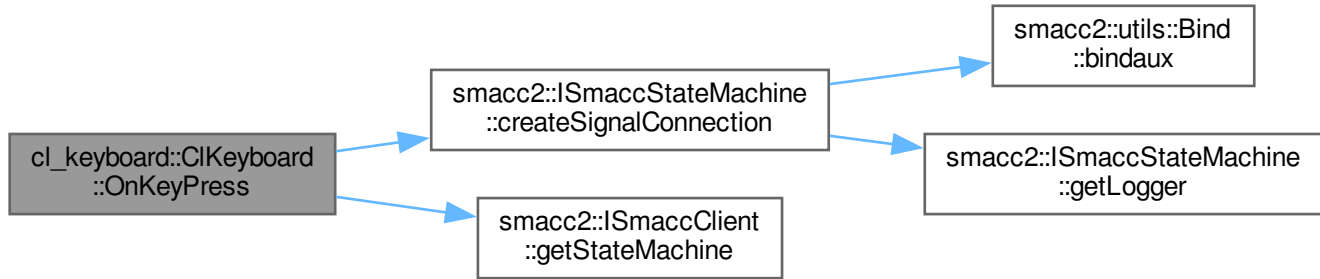 cl_keyboard::ClKeyboard
::OnKeyPress
smacc2::ISmaccStateMachine
::createSignalConnection
smacc2::ISmaccClient
::getStateMachine
smacc2::utils::Bind
::bindaux
smacc2::ISmaccStateMachine
::getLogger